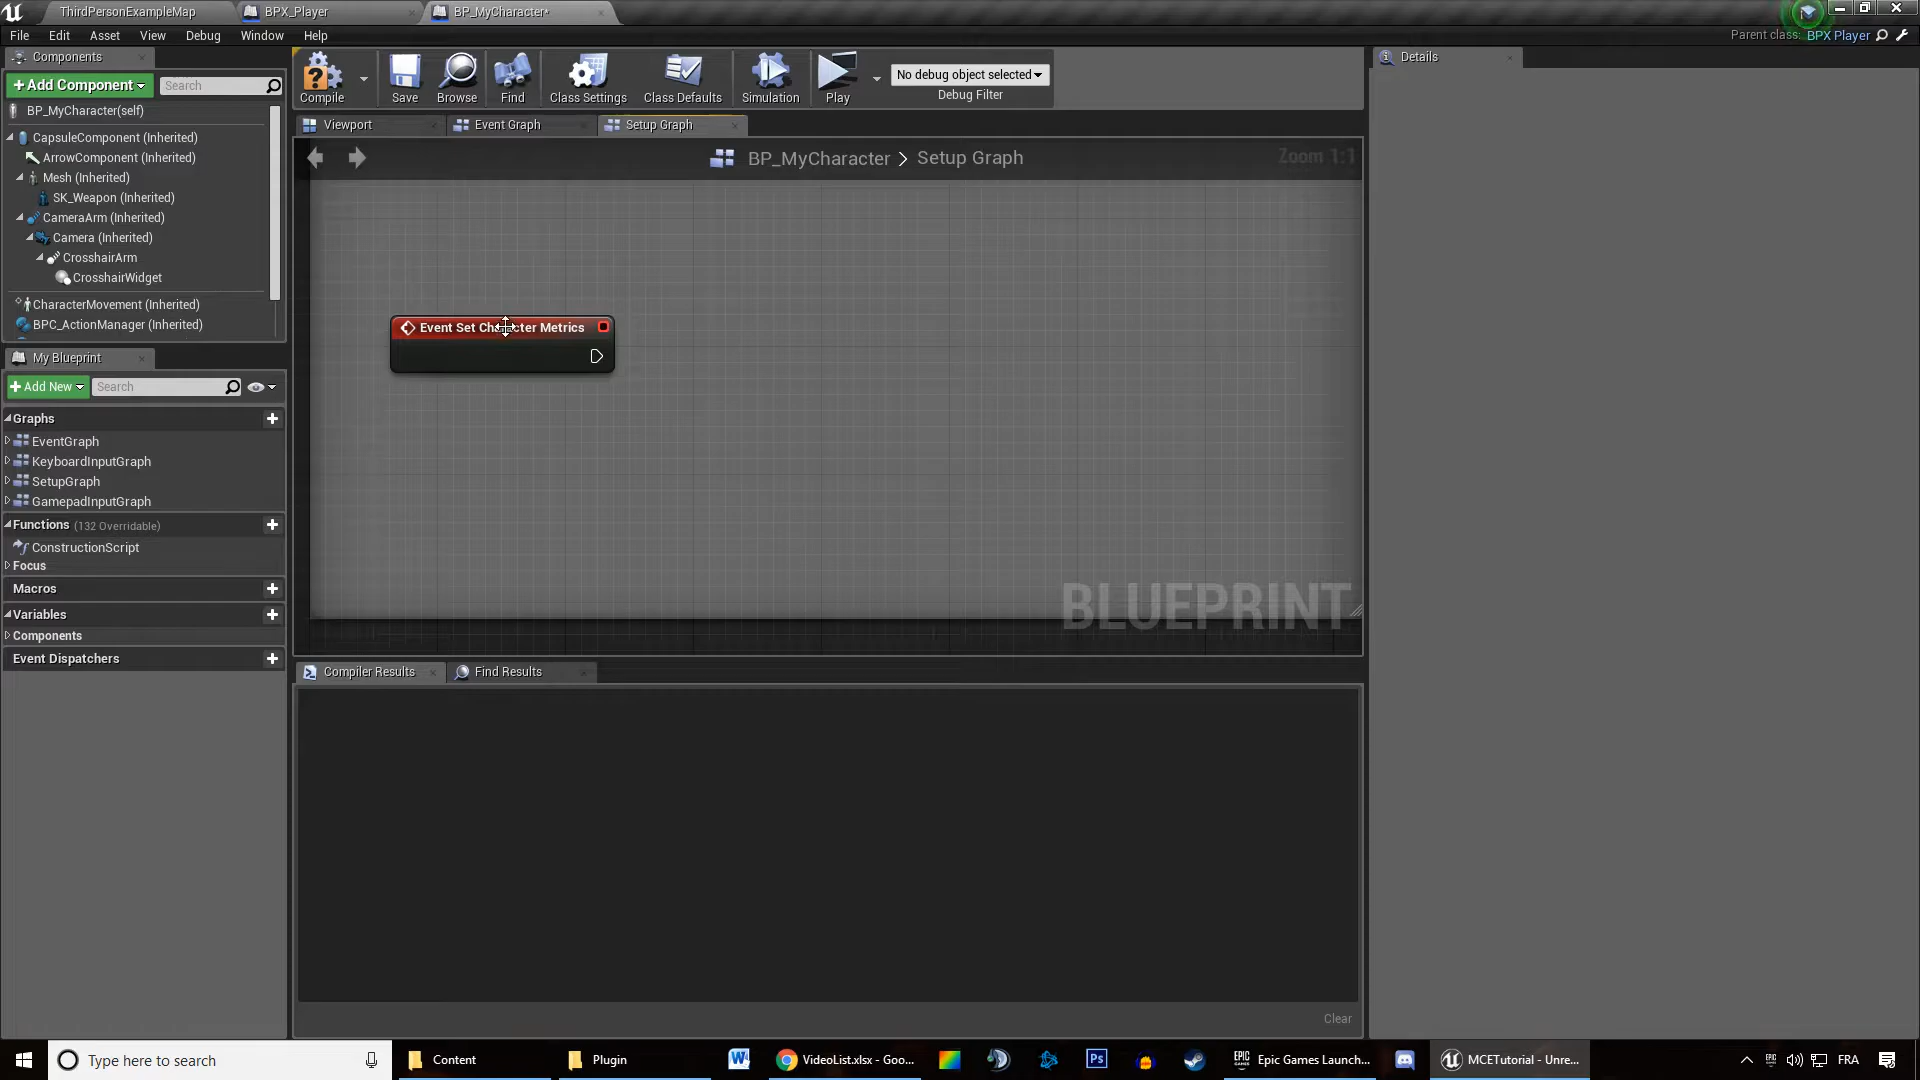 ThirdPersonExampleMap
BPX_Player
BP_MyCharacter*
File Edit Asset View Debug Window Help
Parent class: BPX Player
Components
+Add Component
Search
BP_MyCharacter(self)
CapsuleComponent (Inherited)
ArrowComponent (Inherited)
Mesh (Inherited)
SK_Weapon (Inherited)
CameraArm (Inherited)
Camera (Inherited)
CrosshairArm
CrosshairWidget
CharacterMovement (Inherited)
BPC_ActionManager (Inherited)
My Blueprint
+Add New
Search
Graphs
EventGraph
KeyboardInputGraph
SetupGraph
GamepadInputGraph
Functions (132 Overridable)
ConstructionScript
Focus
Macros
Variables
Components
Event Dispatchers
Compile
Save
Browse
Find
Class Settings
Class Defaults
Simulation
Play
No debug object selected
Debug Filter
Viewport
Event Graph
Setup Graph
BP_MyCharacter > Setup Graph
Zoom 1:1
Event Set Character Metrics
BLUEPRINT
Compiler Results
Find Results
Clear
Details
Type here to search
Content
Plugin
VideoList.xlsx - Goo...
Epic Games Launch...
MCETutorial - Unre...
FRA